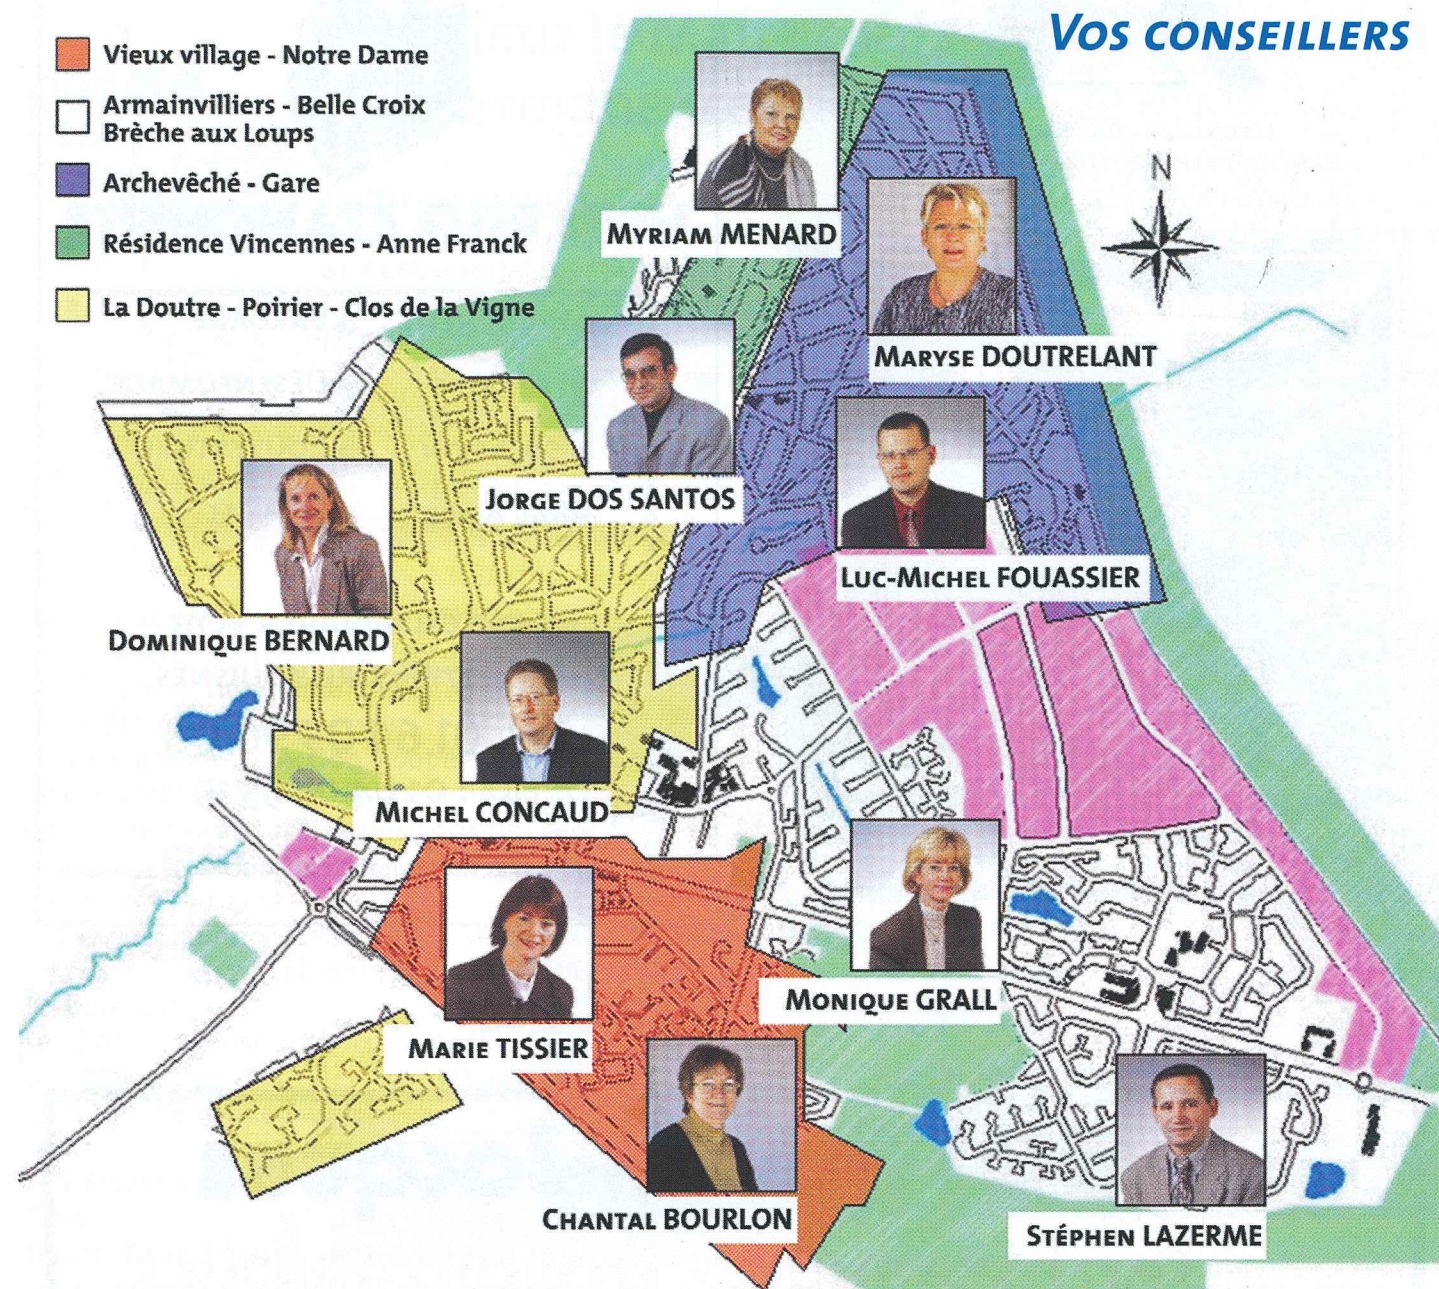 VOS CONSEILLERS
Vieux village - Notre Dame
Armainvilliers - Belle Croix
Brèche aux Loups
Archevêché - Gare
Résidence Vincennes - Anne Franck
La Doutre - Poirier - Clos de la Vigne
N
MYRIAM MENARD
MARYSE DOUTRELANT
JORGE DOS SANTOS
LUC-MICHEL FOUASSIER
DOMINIQUE BERNARD
MICHEL CONCAUD
MONIQUE GRALL
MARIE TISSIER
CHANTAL BOURLON
STÉPHEN LAZERME